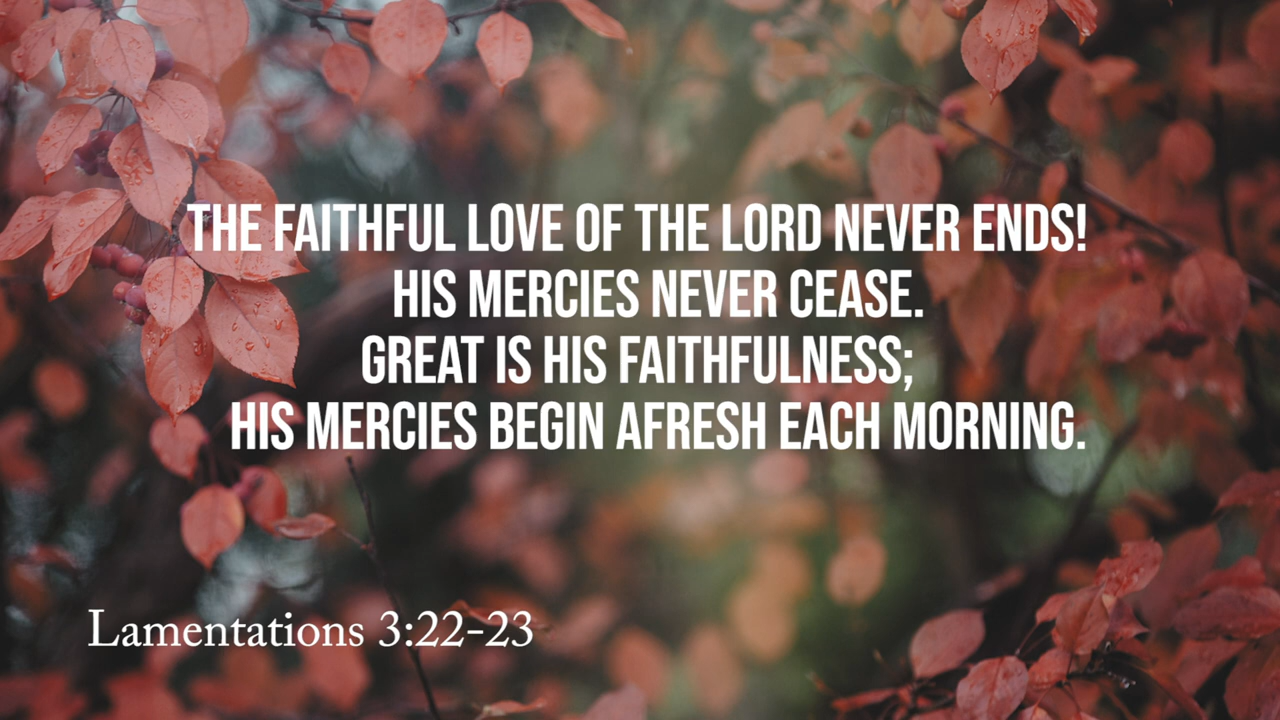 THE FAITHFUL LOVE OF THE LORD NEVER ENDS!
HIS MERCIES NEVER CEASE.
GREAT IS HIS FAITHFULNESS;
HIS MERCIES BEGIN AFRESH EACH MORNING.
Lamentations 3:22-23